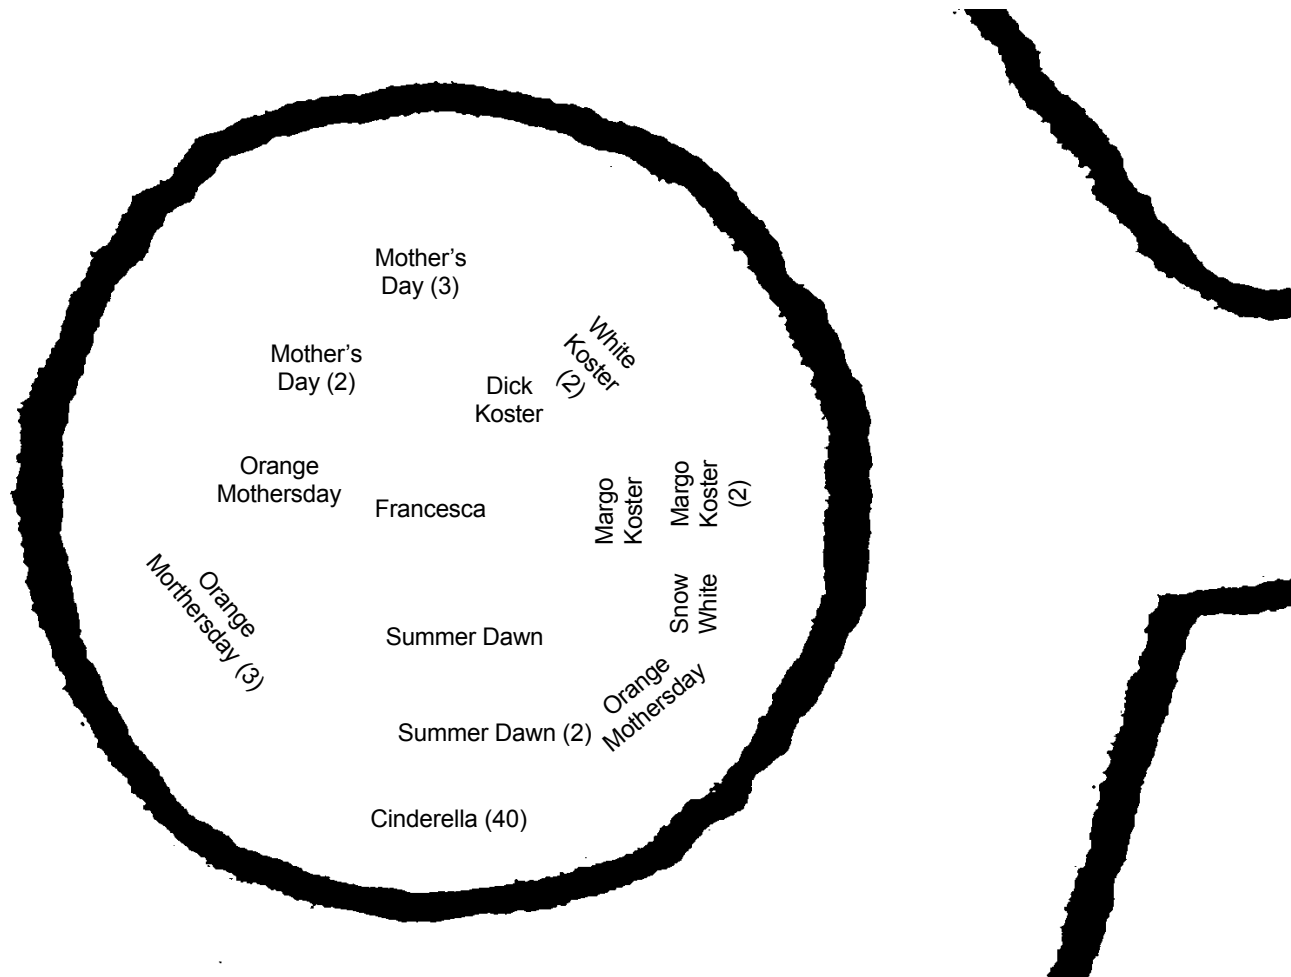 Mother’s
Day (3)
White
Koster
(2)
Mother’s
Day (2)
Dick
Koster
Orange
Mothersday
Francesca
Margo
Koster
Margo
Koster
(2)
Orange
Morthersday (3)
Snow
White
Summer Dawn
Orange
Mothersday
Summer Dawn (2)
Cinderella (40)